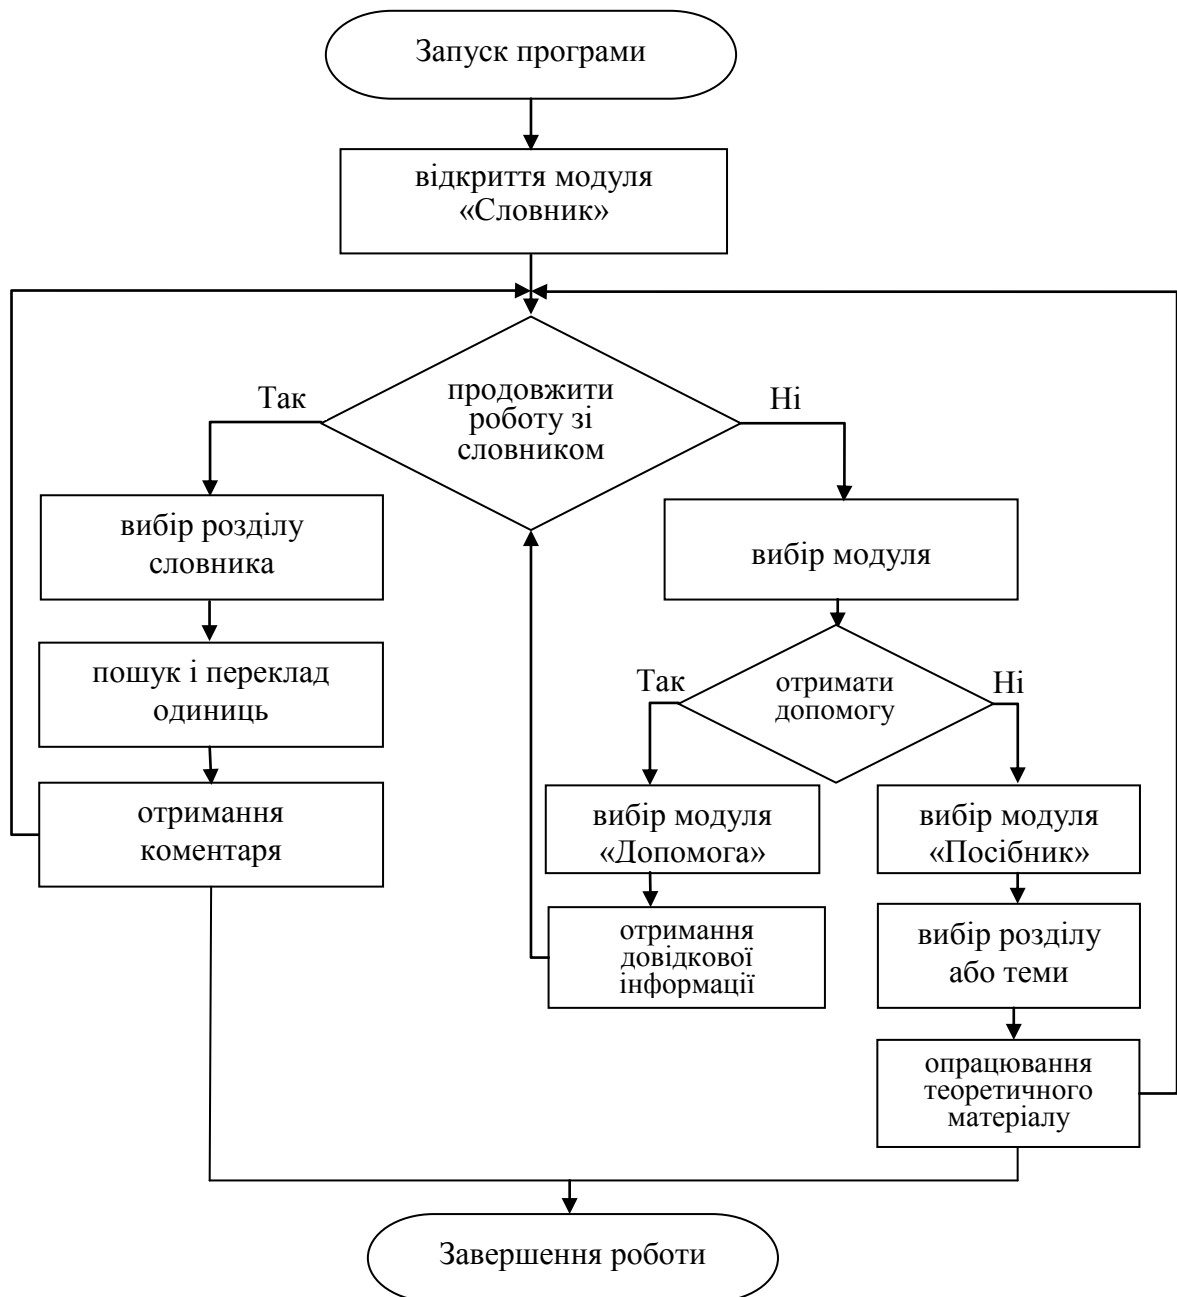 Запуск програми
відкриття модуля
«Словник»
продовжити
роботу зі
словником
Так
Ні
вибір розділу
словника
вибір модуля
пошук і переклад
одиниць
отримати
допомогу
Так
Ні
отримання
коментаря
вибір модуля
«Допомога»
вибір модуля
«Посібник»
отримання
довідкової
інформації
вибір розділу
або теми
опрацювання
теоретичного
матеріалу
Завершення роботи